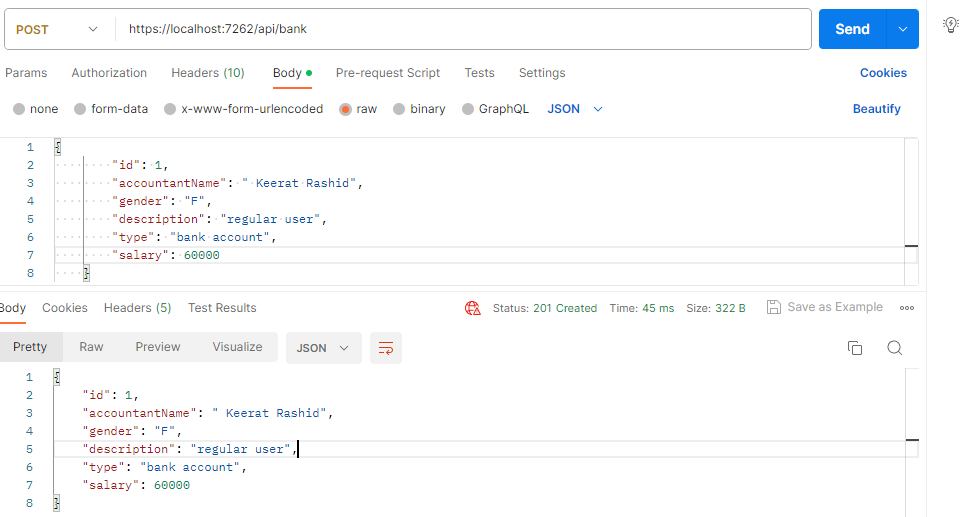 POST https://localhost:7262/api/bank Send
Params Authorization Headers (10) Body Pre-request Script Tests Settings Cookies
none form-data x-www-form-urlencoded raw binary GraphQL JSON Beautify
1 {
2 "id": 1,
3 "accountantName": " Keerat Rashid",
4 "gender": "F",
5 "description": "regular user",
6 "type": "bank account",
7 "salary": 60000
8 }
Body Cookies Headers (5) Test Results Status: 201 Created Time: 45 ms Size: 322 B Save as Example
Pretty Raw Preview Visualize JSON
1 {
2 "id": 1,
3 "accountantName": " Keerat Rashid",
4 "gender": "F",
5 "description": "regular user",
6 "type": "bank account",
7 "salary": 60000
8 }